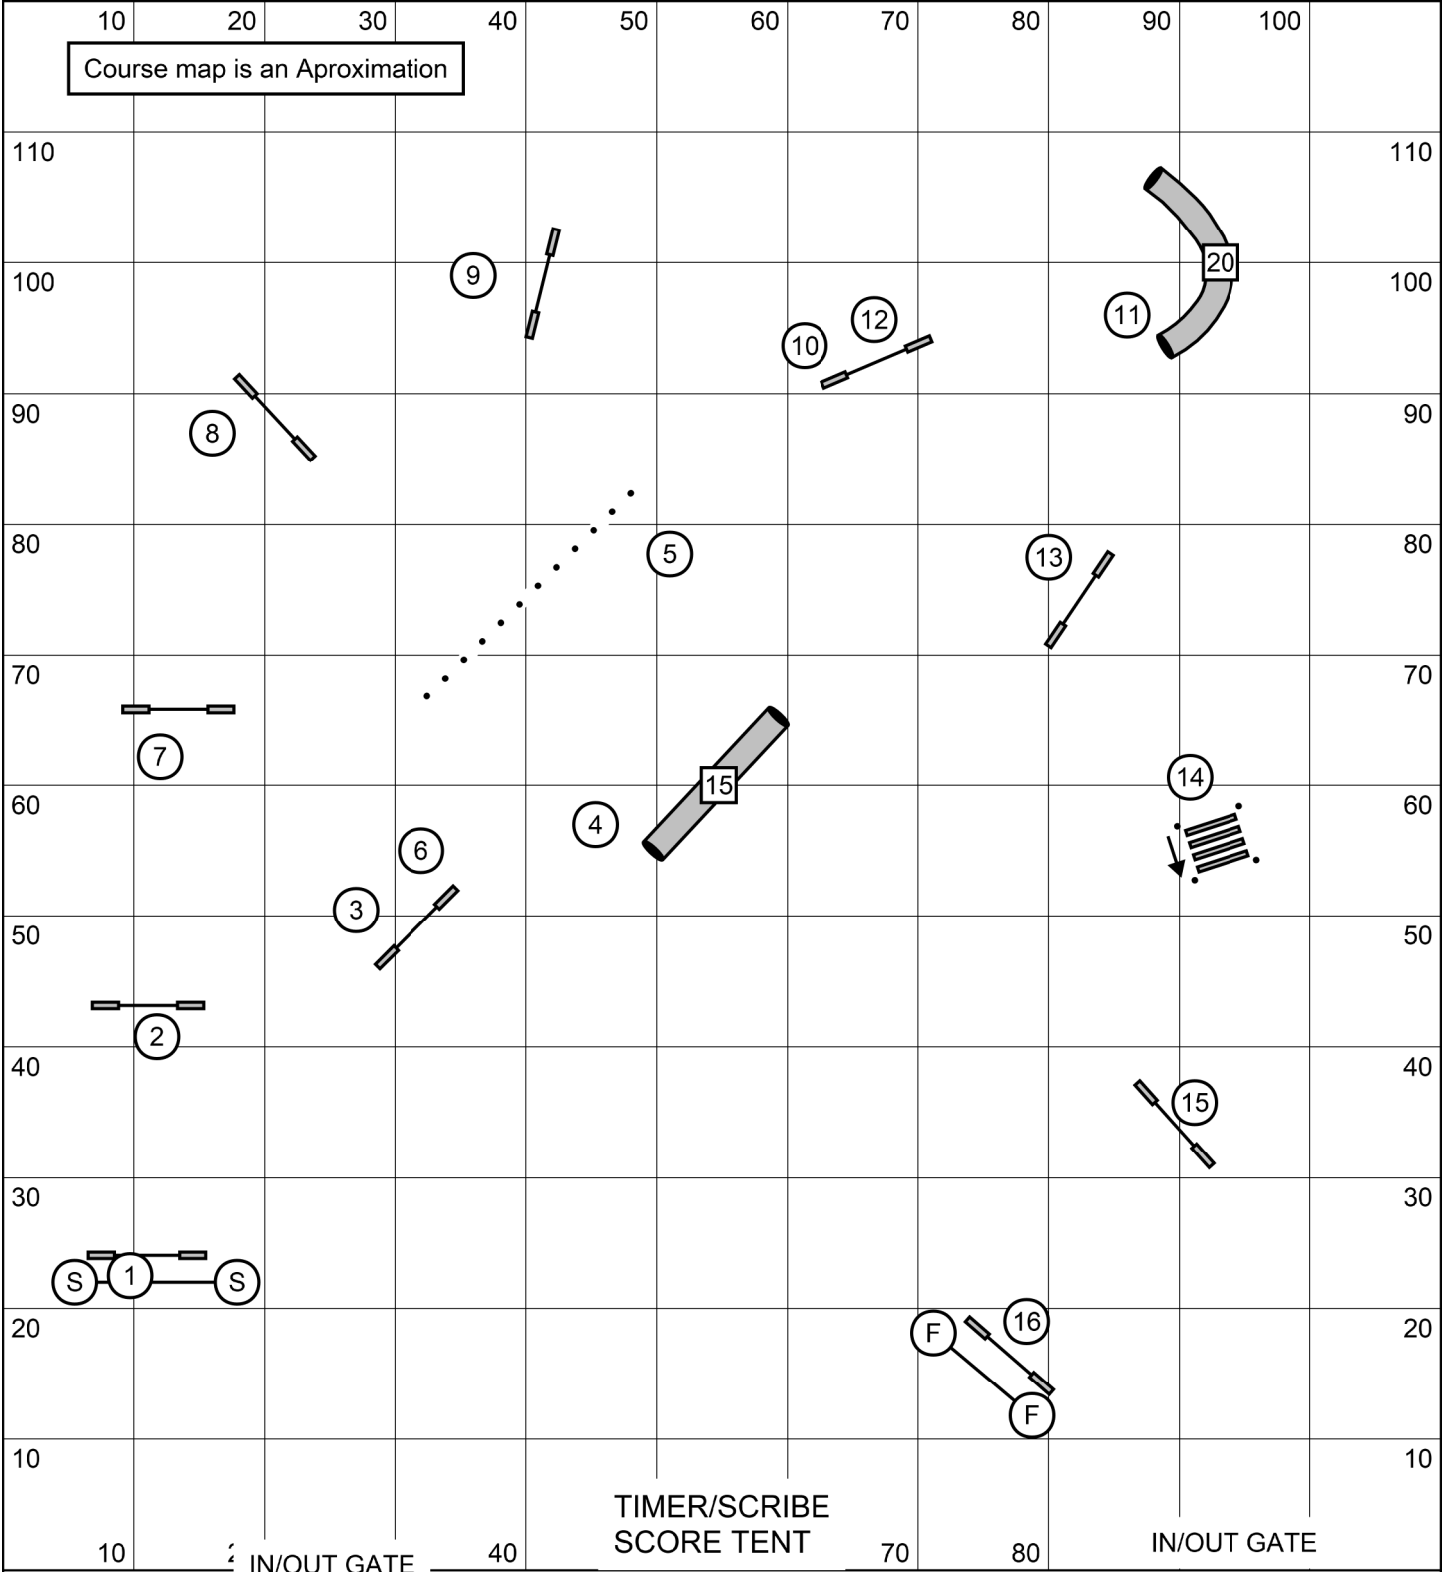 10 20 30 40 50 60 70 80 90 100
Course map is an Aproximation
110 110
100 9 20 100
11
12
10
90 8 90
80 5 13 80
70 70
7
14
15
60 4 60
6
3
50 50
2
40 40
15
30 30
S 1 S
20 F 16 20
F
10 10
TIMER/SCRIBE
SCORE TENT
10 40 70 80 IN/OUT GATE
IN/OUT GATE